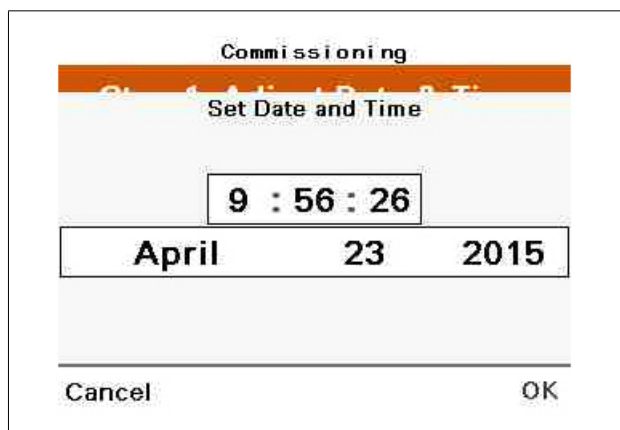 Commissioning
Set Date and Time
9 : 56 : 26
April 23 2015
Cancel OK